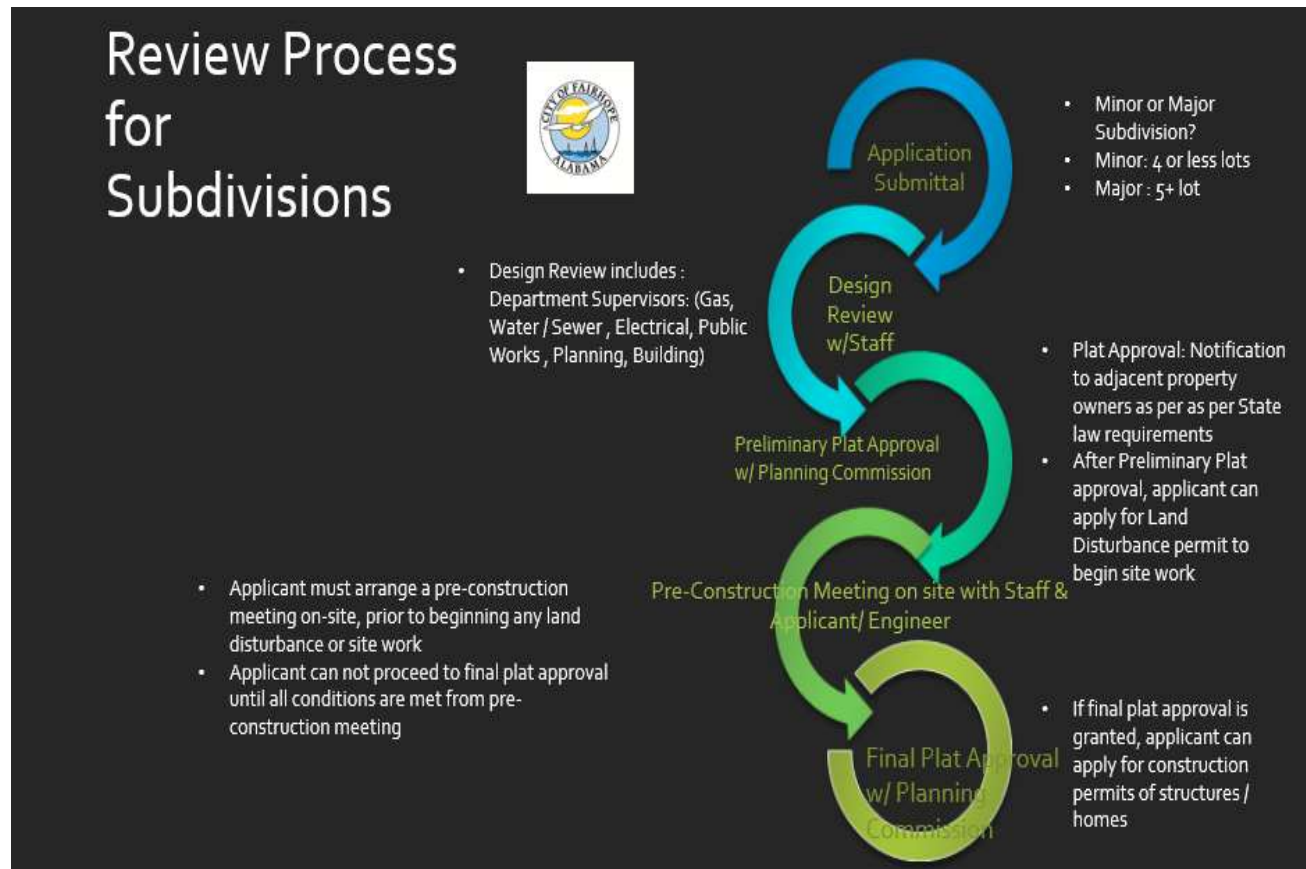 Review Process
for
Subdivisions
CITY OF FAIRHOPE
ALABAMA
Application
Submittal
• Minor or Major
Subdivision?
• Minor: 4 or less lots
• Major : 5+ lot
• Design Review includes :
Department Supervisors: (Gas,
Water / Sewer , Electrical, Public
Works , Planning, Building)
Design
Review
w/Staff
• Plat Approval: Notification
to adjacent property
owners as per as per State
law requirements
• After Preliminary Plat
approval, applicant can
apply for Land
Disturbance permit to
begin site work
Preliminary Plat Approval
w/ Planning Commission
• Applicant must arrange a pre-construction
meeting on-site, prior to beginning any land
disturbance or site work
• Applicant can not proceed to final plat approval
until all conditions are met from pre-
construction meeting
Pre-Construction Meeting on site with Staff &
Applicant/ Engineer
• If final plat approval is
granted, applicant can
apply for construction
permits of structures /
homes
Final Plat Approval
w/ Planning
Commission